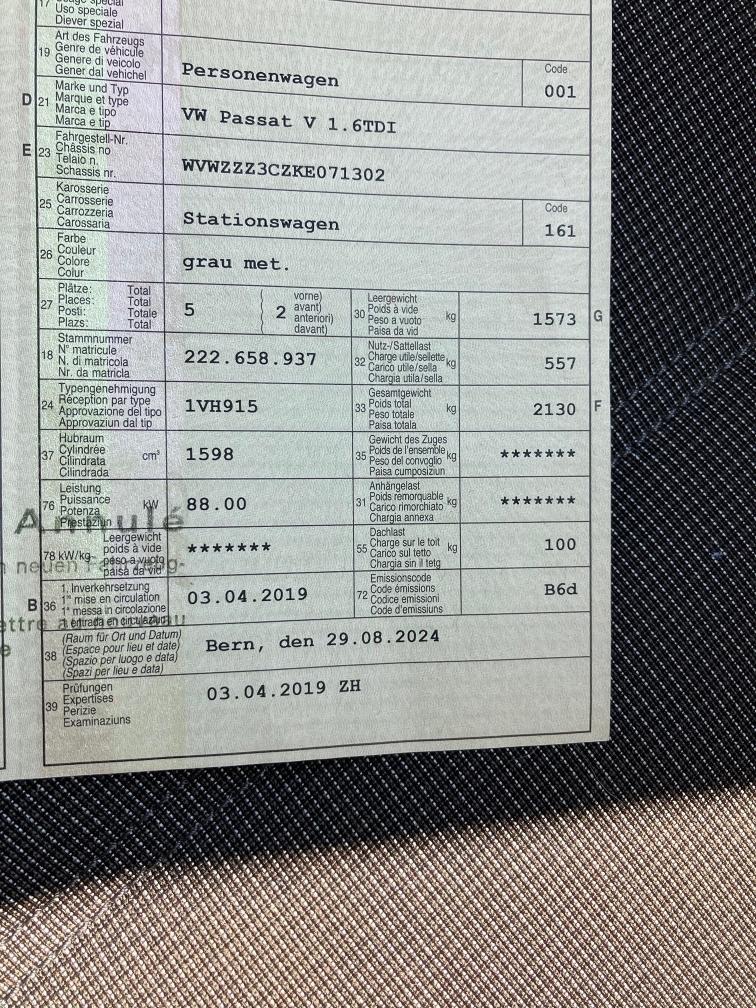 17
Uso speciale
Diever spezial
19
Art des Fahrzeugs
Genre de véhicule
Genere di veicolo
Gener dal vehichel
Personenwagen
Code
001
D
21
Marke und Typ
Marque et type
Marca e tipo
Marca e tip
VW Passat V 1.6TDI
E
23
Fahrgestell-Nr.
Châssis no
Telaio n.
Schassis nr.
WVWZZZ3CZKE071302
25
Karosserie
Carrosserie
Carrozzeria
Carossaria
Stationswagen
Code
161
26
Farbe
Couleur
Colore
Colur
grau met.
27
Plätze: Total
Places: Total
Posti: Totale
Plazs: Total
5
2
vorne)
avant)
anteriori)
davant)
30
Leergewicht
Poids à vide
Peso a vuoto
Paisa da vid
kg
1573
G
18
Stammnummer
N° matricule
N. di matricola
Nr. da matricla
222.658.937
32
Nutz-/Sattellast
Charge utile/sellette
Carico utile/sella
Chargia utila/sella
kg
557
24
Typengenehmigung
Réception par type
Approvazione del tipo
Approvaziun dal tip
1VH915
33
Gesamtgewicht
Poids total
Peso totale
Paisa totala
kg
2130
F
37
Hubraum
Cylindrée
Cilindrata
Cilindrada
cm³
1598
35
Gewicht des Zuges
Poids de l'ensemble
Peso del convoglio
Paisa cumposiziun
kg
*******
76
Leistung
Puissance
Potenza
Prestaziun
kW
88.00
31
Anhängelast
Poids remorquable
Carico rimorchiato
Chargia annexa
kg
*******
Annulé
78 kW/kg
Leergewicht
poids à vide
peso a vuoto
paisa da vid
*******
55
Dachlast
Charge sur le toit
Carico sul tetto
Chargia sin il tetg
kg
100
neuen
B
36
1. Inverkehrsetzung
1re mise en circulation
1a messa in circolazione
1. entrada en circulaziun
03.04.2019
72
Emissionscode
Code émissions
Codice emissioni
Code d'emissiuns
B6d
38
(Raum für Ort und Datum)
(Espace pour lieu et date)
(Spazio per luogo e data)
(Spazi per lieu e data)
Bern, den 29.08.2024
39
Prüfungen
Expertises
Perizie
Examinaziuns
03.04.2019 ZH